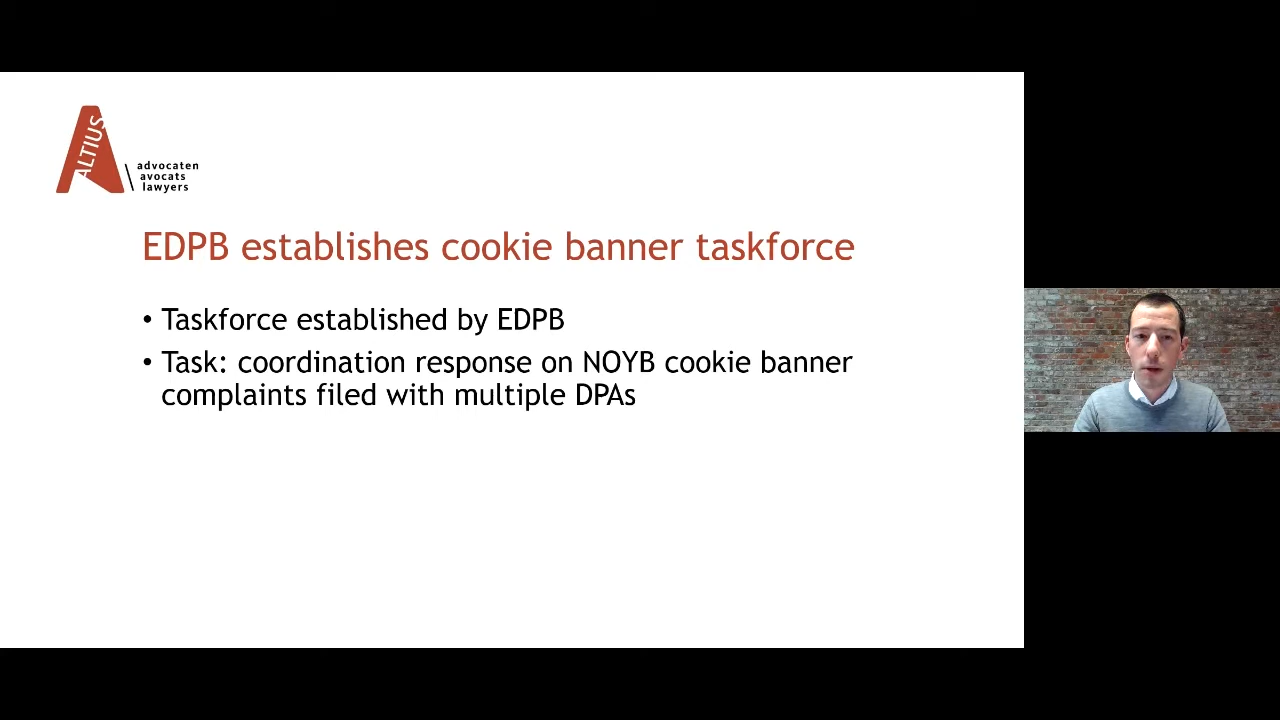 ALTIUS
advocaten
avocats
lawyers
EDPB establishes cookie banner taskforce
• Taskforce established by EDPB
• Task: coordination response on NOYB cookie banner
complaints filed with multiple DPAs